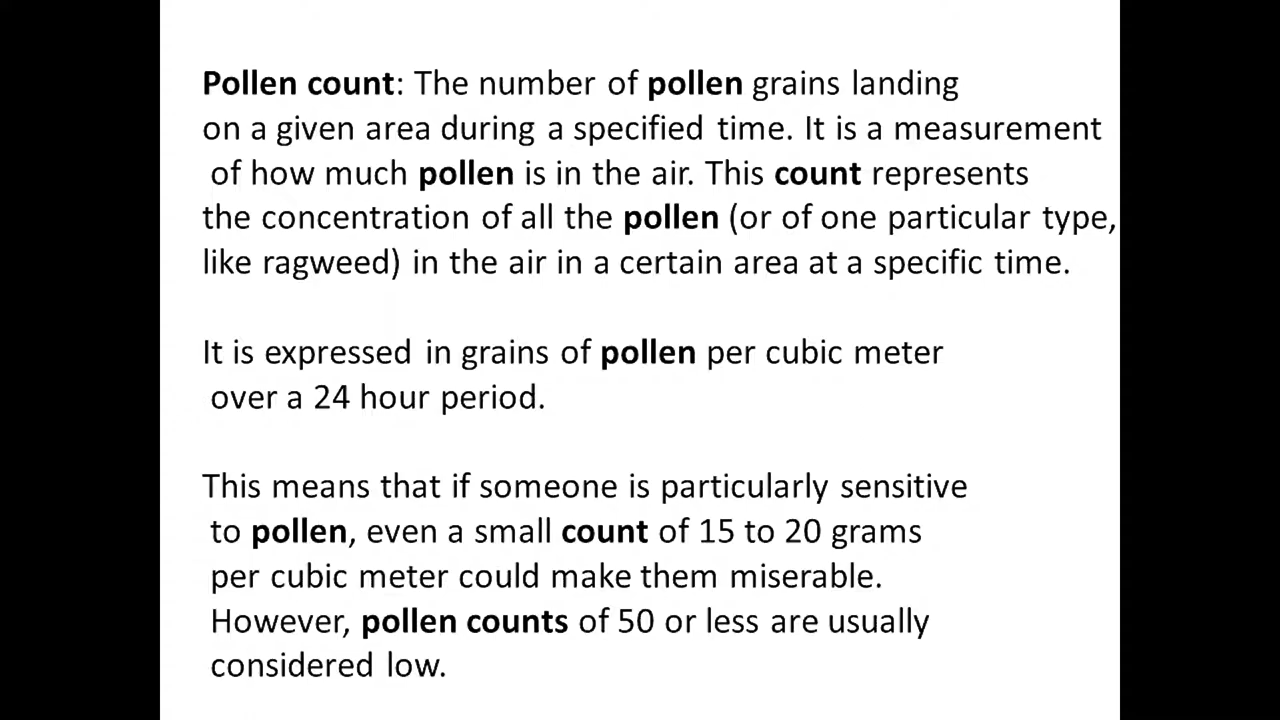 Pollen count: The number of pollen grains landing
on a given area during a specified time. It is a measurement
of how much pollen is in the air. This count represents
the concentration of all the pollen (or of one particular type,
like ragweed) in the air in a certain area at a specific time.
It is expressed in grains of pollen per cubic meter
over a 24 hour period.
This means that if someone is particularly sensitive
to pollen, even a small count of 15 to 20 grams
per cubic meter could make them miserable.
However, pollen counts of 50 or less are usually
considered low.